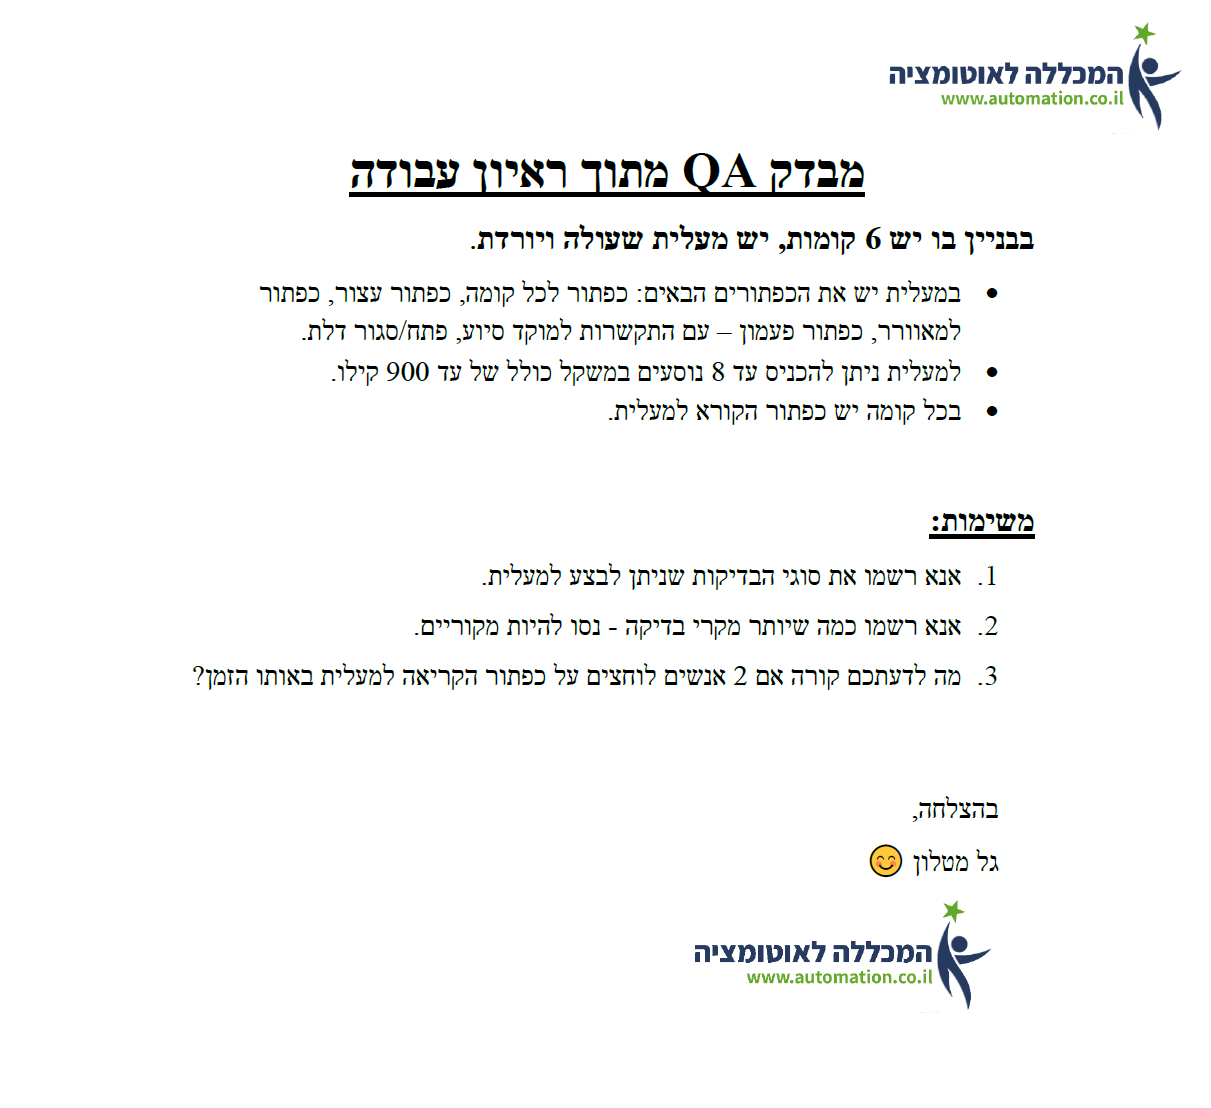 המכללה לאוטומציה
www.automation.co.il
מבדק QA מתוך ראיון עבודה
בבניין בו יש 6 קומות, יש מעלית שעולה ויורדת.
• במעלית יש את הכפתורים הבאים: כפתור לכל קומה, כפתור עצור, כפתור
למאוורר, כפתור פעמון – עם התקשרות למוקד סיוע, פתח/סגור דלת.
• למעלית ניתן להכניס עד 8 נוסעים במשקל כולל של עד 900 קילו.
• בכל קומה יש כפתור הקורא למעלית.
משימות:
1. אנא רשמו את סוגי הבדיקות שניתן לבצע למעלית.
2. אנא רשמו כמה שיותר מקרי בדיקה - נסו להיות מקוריים.
3. מה לדעתכם קורה אם 2 אנשים לוחצים על כפתור הקריאה למעלית באותו הזמן?
בהצלחה,
גל מטלון 😊
המכללה לאוטומציה
www.automation.co.il